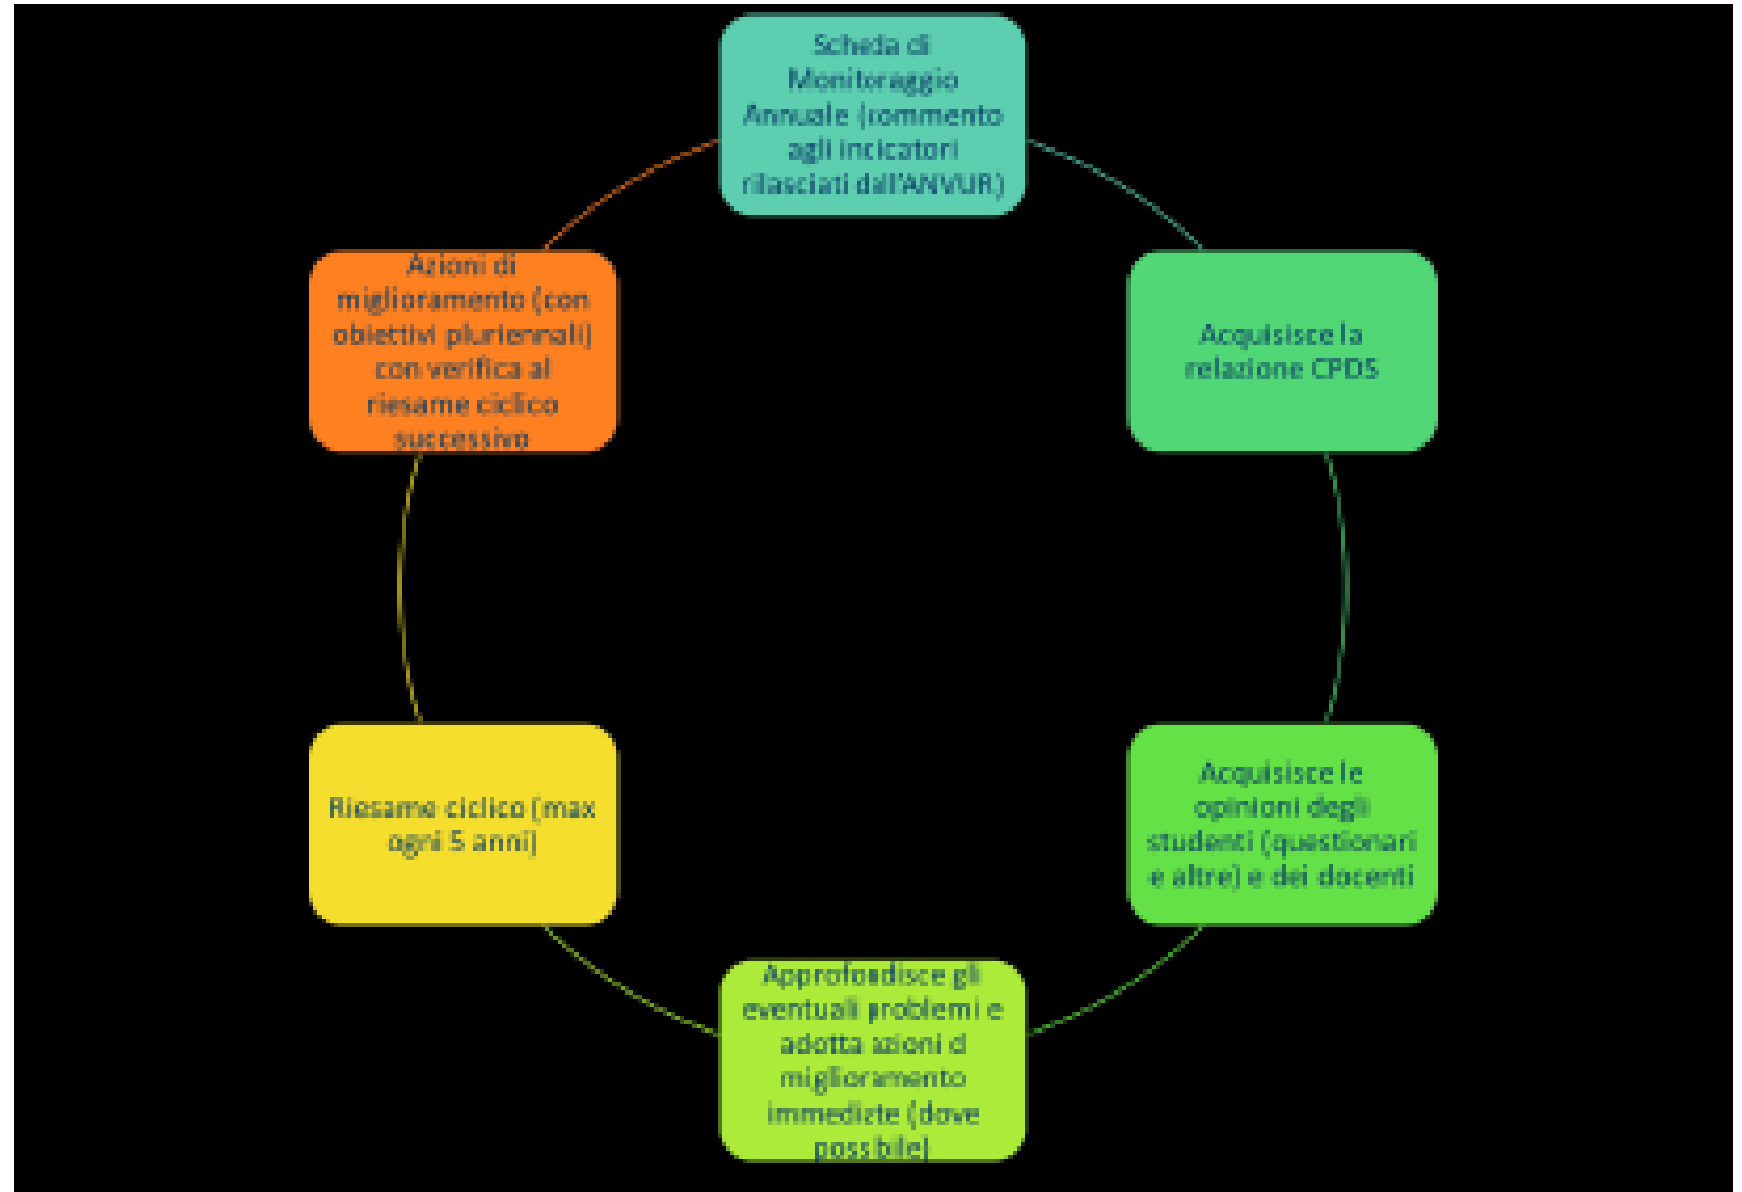 Scheda di
Monitoraggio
Annuale (commento
agli indicatori
rilasciati dall'ANVUR)
Acquisisce la
relazione CPDS
Acquisisce le
opinioni degli
studenti (questionari
e altre) e dei docenti
Approfondisce gli
eventuali problemi e
adotta azioni di
miglioramento
immediate (dove
possibile)
Riesame ciclico (max
ogni 5 anni)
Azioni di
miglioramento (con
obiettivi pluriennali)
con verifica al
riesame ciclico
successivo